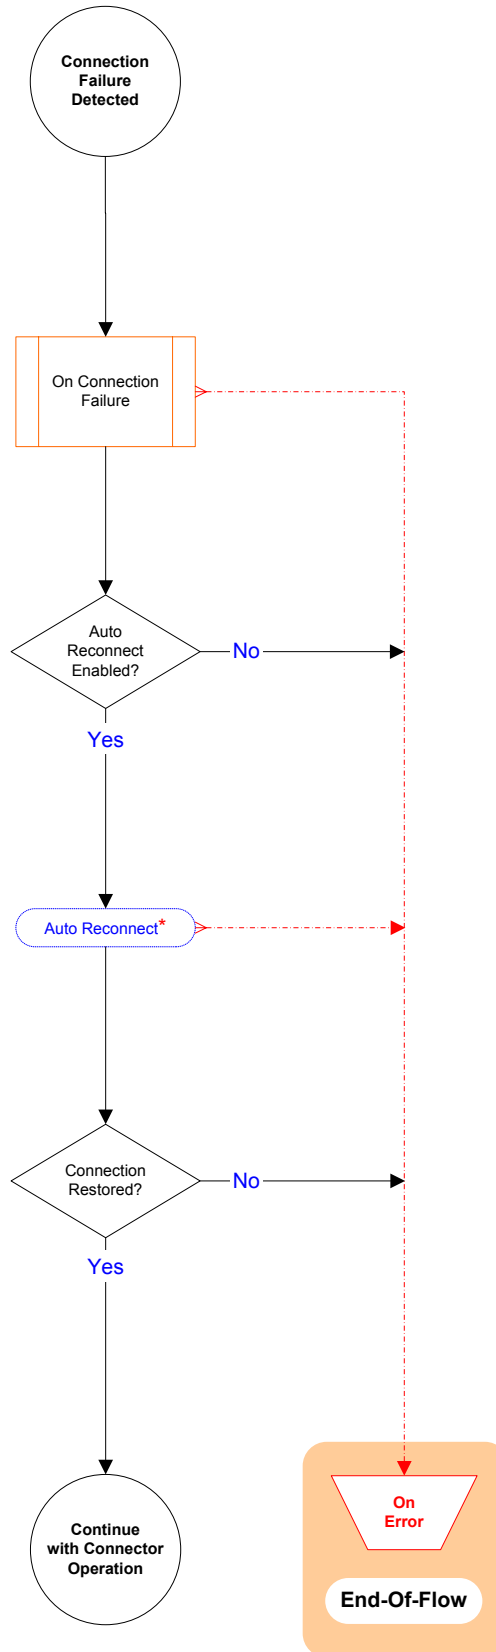 Connection
Failure
Detected
On Connection
Failure
Auto
Reconnect
Enabled?
No
Yes
Auto Reconnect*
Connection
Restored?
No
Yes
Continue
with Connector
Operation
On
Error
End-Of-Flow